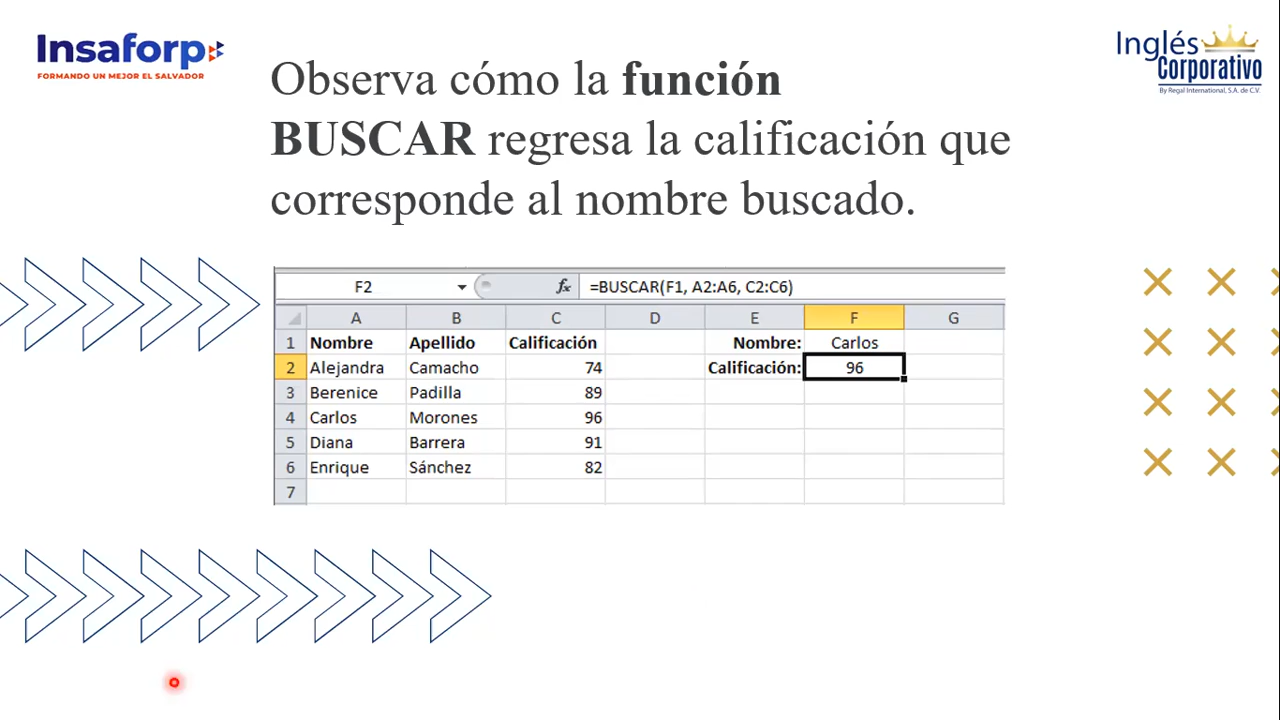 Insaforp
FORMANDO UN MEJOR EL SALVADOR
Inglés
Corporativo
By Regal International, S.A. de C.V.
Observa cómo la función
BUSCAR regresa la calificación que
corresponde al nombre buscado.
F2 fx =BUSCAR(F1, A2:A6, C2:C6)
A B C D E F G
1 Nombre Apellido Calificación Nombre: Carlos
2 Alejandra Camacho 74 Calificación: 96
3 Berenice Padilla 89
4 Carlos Morones 96
5 Diana Barrera 91
6 Enrique Sánchez 82
7